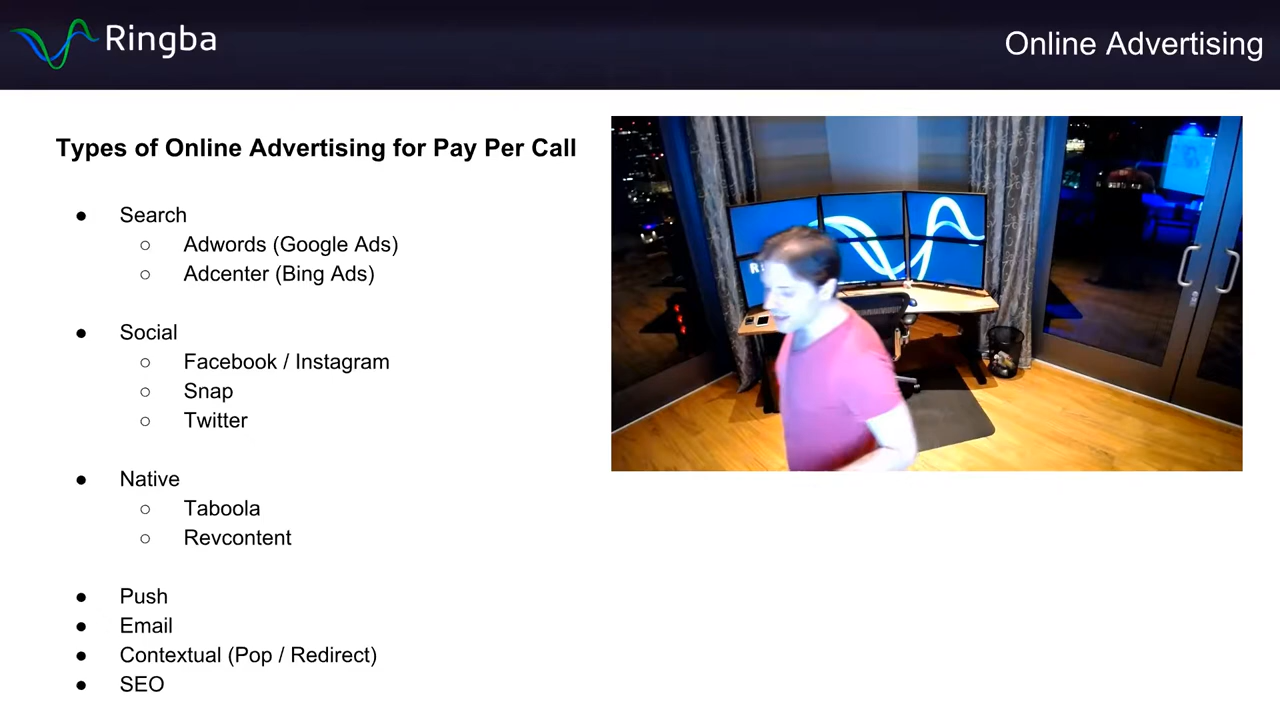 Ringba
Online Advertising
Types of Online Advertising for Pay Per Call
● Search
○ Adwords (Google Ads)
○ Adcenter (Bing Ads)
● Social
○ Facebook / Instagram
○ Snap
○ Twitter
● Native
○ Taboola
○ Revcontent
● Push
● Email
● Contextual (Pop / Redirect)
● SEO